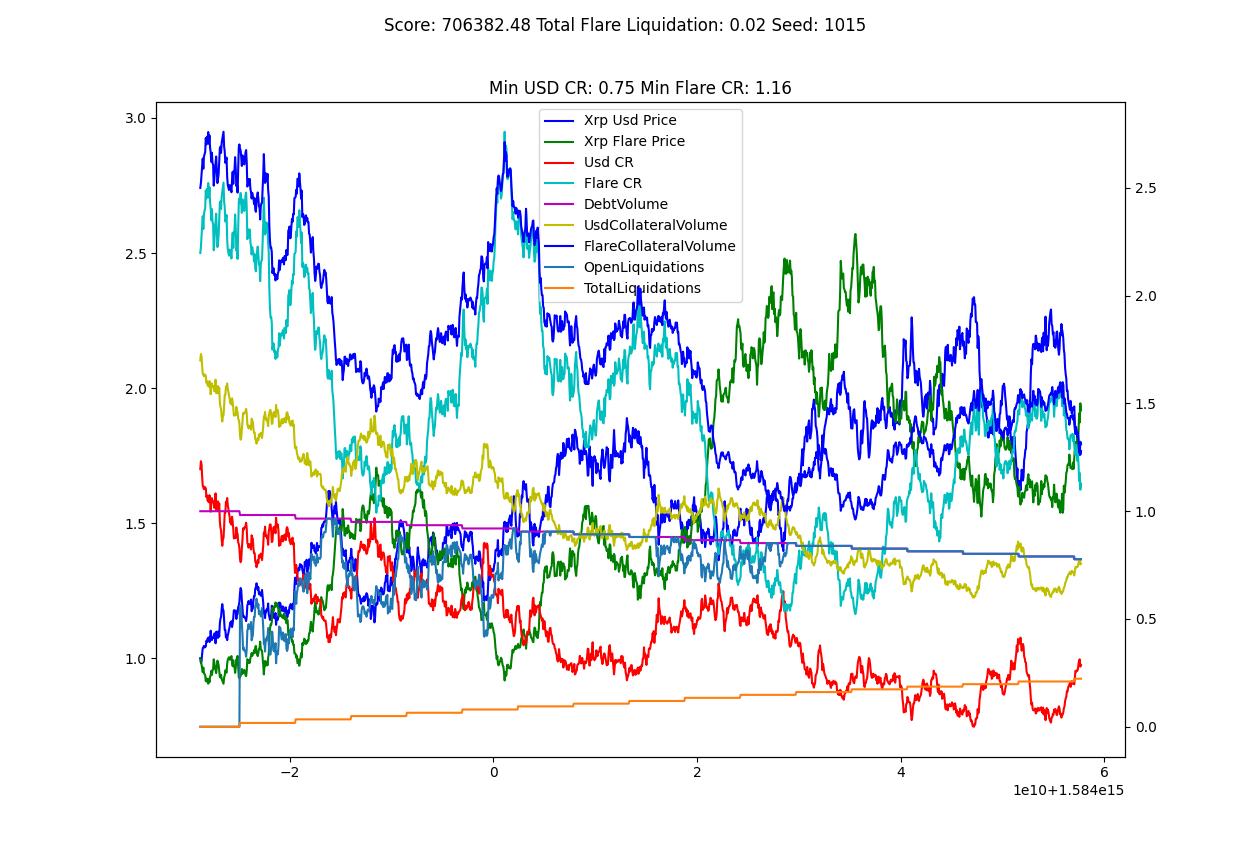 Score: 706382.48 Total Flare Liquidation: 0.02 Seed: 1015
Min USD CR: 0.75 Min Flare CR: 1.16
Xrp Usd Price
Xrp Flare Price
Usd CR
Flare CR
DebtVolume
UsdCollateralVolume
FlareCollateralVolume
OpenLiquidations
TotalLiquidations
3.0
2.5
2.0
1.5
1.0
2.5
2.0
1.5
1.0
0.5
0.0
−2
0
2
4
6
1e10+1.584e15